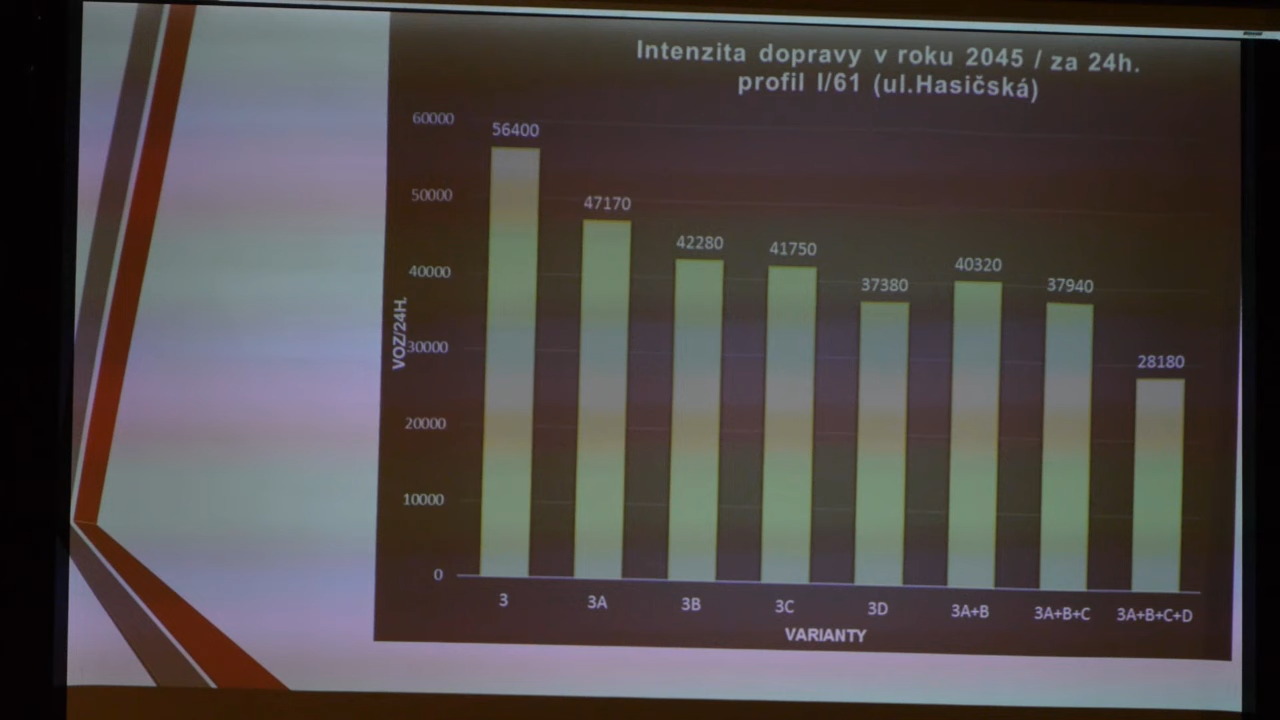 Intenzita dopravy v roku 2045 / za 24h.
profil I/61 (ul.Hasičská)
60000
50000
40000
30000
20000
10000
0
VOZ/24H.
56400
47170
42280
41750
37380
40320
37940
28180
3
3A
3B
3C
3D
3A+B
3A+B+C
3A+B+C+D
VARIANTY